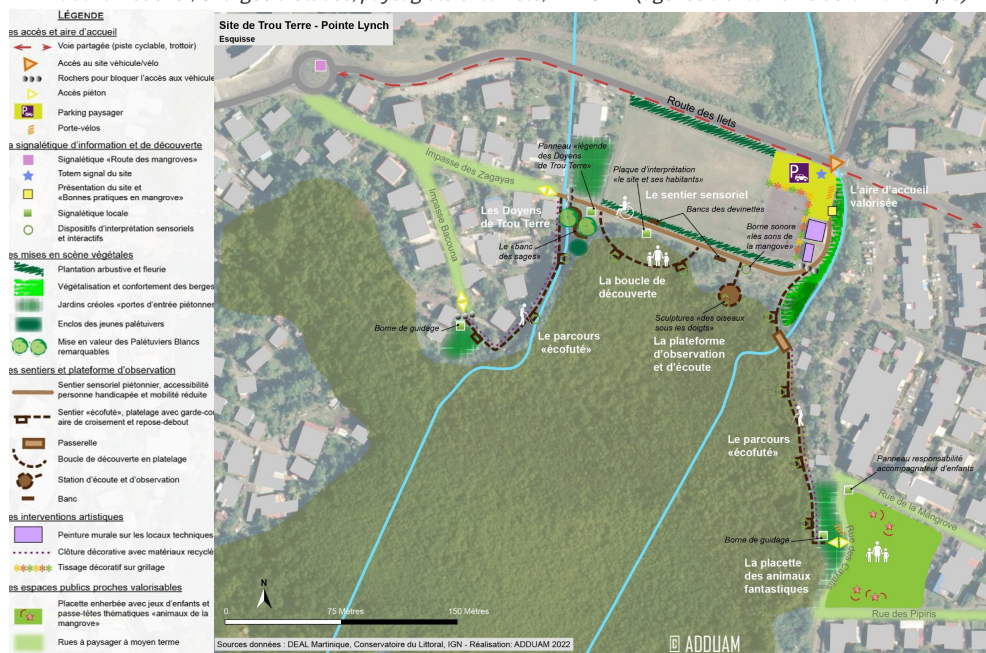 LÉGENDE
es accès et aire d'accueil
Voie partagée (piste cyclable, trottoir)
Accès au site véhicule/vélo
Rochers pour bloquer l'accès aux véhicule
Accès piéton
Parking paysager
Porte-vélos
a signalétique d'information et de découverte
Signalétique «Route des mangroves»
Totem signal du site
Présentation du site et
«Bonnes pratiques en mangrove»
Signalétique locale
Dispositifs d'interprétation sensoriels
et intéractifs
es mises en scène végétales
Plantation arbustive et fleurie
Végétalisation et confortement des berges
Jardins créoles «portes d'entrée piétonnes
Enclos des jeunes palétuiviers
Mise en valeur des Palétuviers Blancs
remarquables
es sentiers et plateforme d'observation
Sentier sensoriel piétonnier, accessibilité
personne handicapée et mobilité réduite
Sentier «écofuté», platelage avec garde-co
aire de croisement et repose-debout
Passerelle
Boucle de découverte en platelage
Station d'écoute et d'observation
Banc
es interventions artistiques
Peinture murale sur les locaux techniques
Clôture décorative avec matériaux recyclé
Tissage décoratif sur grillage
es espaces publics proches valorisables
Placette enherbée avec jeux d'enfants et
passe-têtes thématiques «animaux de la
mangrove»
Rues à paysager à moyen terme
Site de Trou Terre - Pointe Lynch
Esquisse
Route des Ilets
Impasse des Zagayas
Impasse Bacouna
Panneau «légende
des Doyens
de Trou Terre»
Plaque d'interprétation
«le site et ses habitants»
Le sentier sensoriel
Bancs des devinettes
P
L'aire d'accueil
valorisée
Les Doyens
de Trou Terre
Le «banc
des sages»
Borne sonore
«les sons de
la mangove»
La boucle de
découverte
Sculptures «des oiseaux
sous les doigts»
Borne de guidage
Le parcours
«écofuté»
La plateforme
d'observation
et d'écoute
Le parcours
«écofuté»
Panneau responsabilité
accompagnateur d'enfants
Rue de la Mangrove
Borne de guidage
La placette
des animaux
fantastiques
Rue des Pipiris
N
0 75 Mètres 150 Mètres
Sources données : DEAL Martinique, Conservatoire du Littoral, IGN - Réalisation: ADDUAM 2022
© ADDUAM